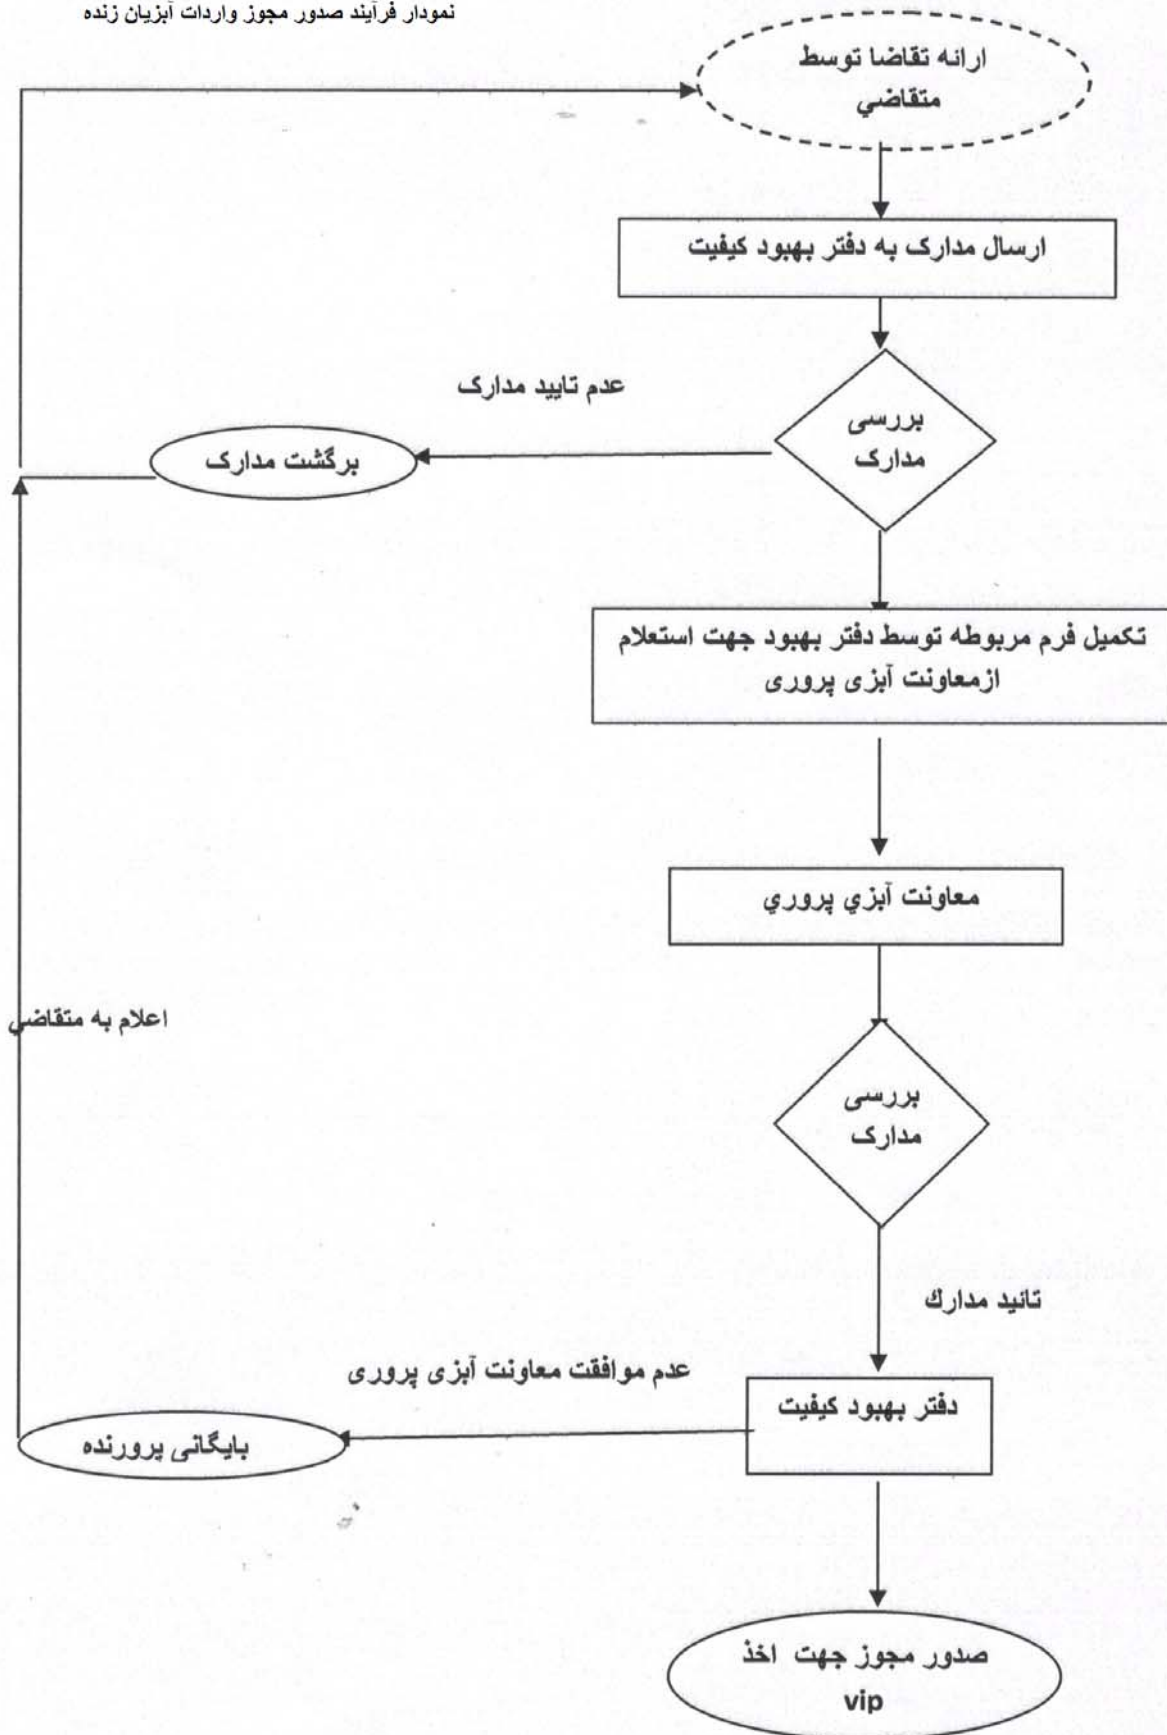 نمودار فرآیند صدور مجوز واردات آبزیان زنده
ارائه تقاضا توسط
متقاضي
ارسال مدارک به دفتر بهبود کیفیت
بررسی
مدارک
عدم تایید مدارک
برگشت مدارک
تکمیل فرم مربوطه توسط دفتر بهبود جهت استعلام
ازمعاونت آبزی پروری
معاونت آبزي پروري
اعلام به متقاضي
بررسی
مدارک
تائید مدارك
عدم موافقت معاونت آبزی پروری
دفتر بهبود کیفیت
بایگانی پرورنده
صدور مجوز جهت اخذ
vip